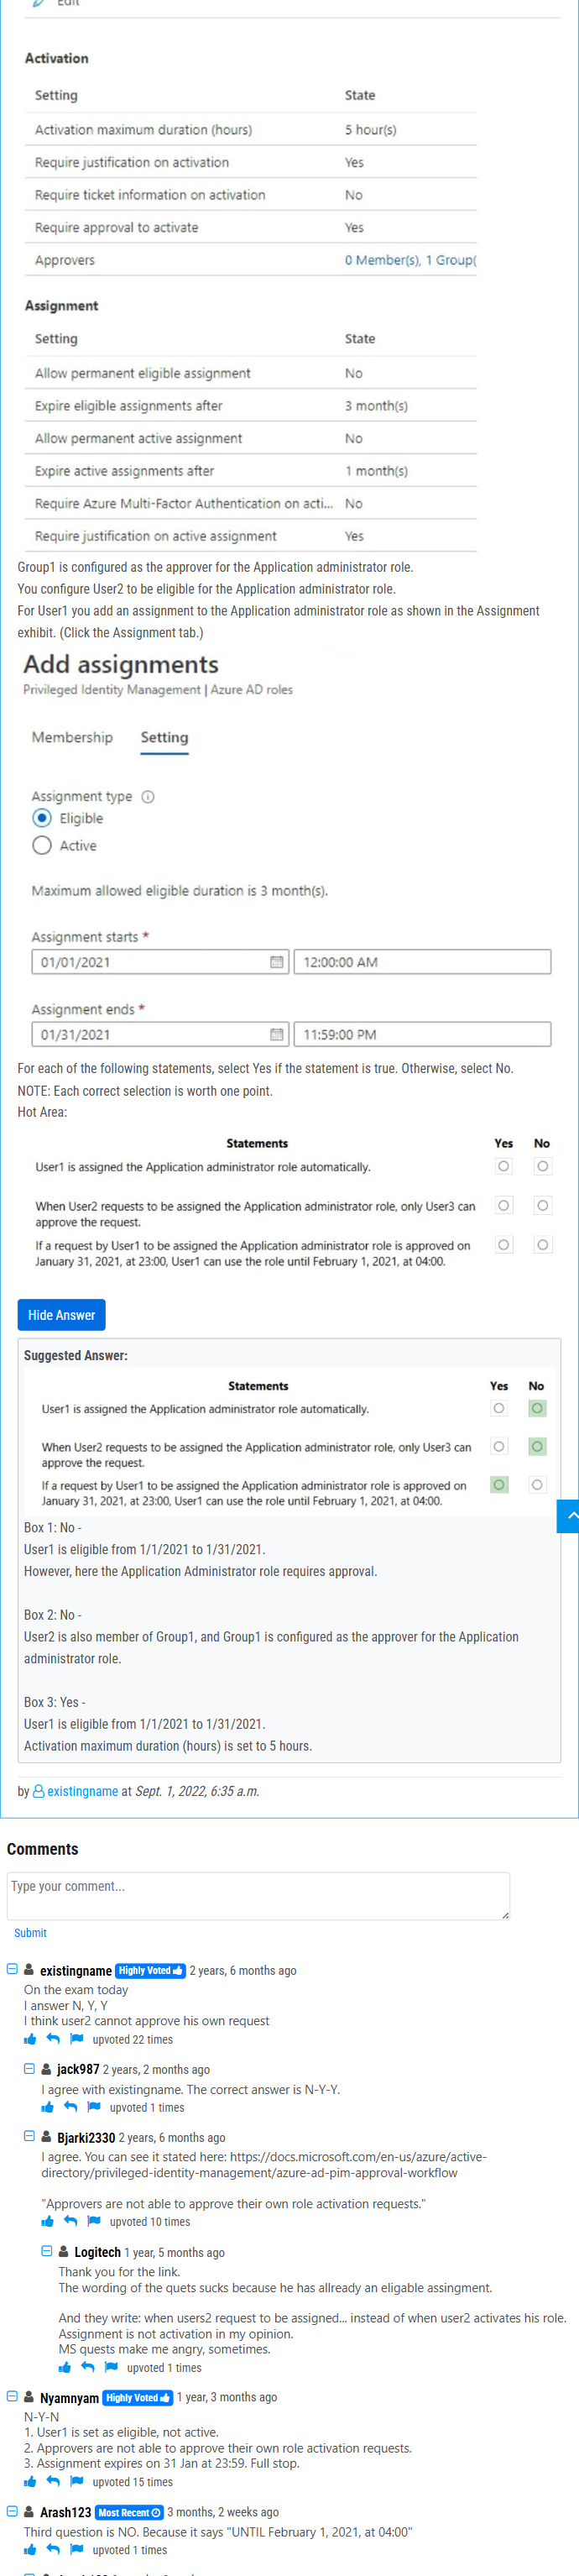 Edit
Activation
Setting State
Activation maximum duration (hours) 5 hour(s)
Require justification on activation Yes
Require ticket information on activation No
Require approval to activate Yes
Approvers 0 Member(s), 1 Group(
Assignment
Setting State
Allow permanent eligible assignment No
Expire eligible assignments after 3 month(s)
Allow permanent active assignment No
Expire active assignments after 1 month(s)
Require Azure Multi-Factor Authentication on acti... No
Require justification on active assignment Yes
Group1 is configured as the approver for the Application administrator role.
You configure User2 to be eligible for the Application administrator role.
For User1 you add an assignment to the Application administrator role as shown in the Assignment
exhibit. (Click the Assignment tab.)
Add assignments
Privileged Identity Management | Azure AD roles
Membership Setting
Assignment type
Eligible
Active
Maximum allowed eligible duration is 3 month(s).
Assignment starts *
01/01/2021 12:00:00 AM
Assignment ends *
01/31/2021 11:59:00 PM
For each of the following statements, select Yes if the statement is true. Otherwise, select No.
NOTE: Each correct selection is worth one point.
Hot Area:
Statements Yes No
User1 is assigned the Application administrator role automatically.
When User2 requests to be assigned the Application administrator role, only User3 can
approve the request.
If a request by User1 to be assigned the Application administrator role is approved on
January 31, 2021, at 23:00, User1 can use the role until February 1, 2021, at 04:00.
Hide Answer
Suggested Answer:
Statements Yes No
User1 is assigned the Application administrator role automatically.
When User2 requests to be assigned the Application administrator role, only User3 can
approve the request.
If a request by User1 to be assigned the Application administrator role is approved on
January 31, 2021, at 23:00, User1 can use the role until February 1, 2021, at 04:00.
Box 1: No -
User1 is eligible from 1/1/2021 to 1/31/2021.
However, here the Application Administrator role requires approval.
Box 2: No -
User2 is also member of Group1, and Group1 is configured as the approver for the Application
administrator role.
Box 3: Yes -
User1 is eligible from 1/1/2021 to 1/31/2021.
Activation maximum duration (hours) is set to 5 hours.
by existingname at Sept. 1, 2022, 6:35 a.m.
Comments
Type your comment...
Submit
existingname Highly Voted 2 years, 6 months ago
On the exam today
I answer N, Y, Y
I think user2 cannot approve his own request
upvoted 22 times
jack987 2 years, 2 months ago
I agree with existingname. The correct answer is N-Y-Y.
upvoted 1 times
Bjarki2330 2 years, 6 months ago
I agree. You can see it stated here: https://docs.microsoft.com/en-us/azure/active-
directory/privileged-identity-management/azure-ad-pim-approval-workflow
"Approvers are not able to approve their own role activation requests."
upvoted 10 times
Logitech 1 year, 5 months ago
Thank you for the link.
The wording of the quets sucks because he has allready an eligable assingment.
And they write: when users2 request to be assigned... instead of when user2 activates his role.
Assignment is not activation in my opinion.
MS quests make me angry, sometimes.
upvoted 1 times
Nyamnyam Highly Voted 1 year, 3 months ago
N-Y-N
1. User1 is set as eligible, not active.
2. Approvers are not able to approve their own role activation requests.
3. Assignment expires on 31 Jan at 23:59. Full stop.
upvoted 15 times
Arash123 Most Recent 3 months, 2 weeks ago
Third question is NO. Because it says "UNTIL February 1, 2021, at 04:00"
upvoted 1 times